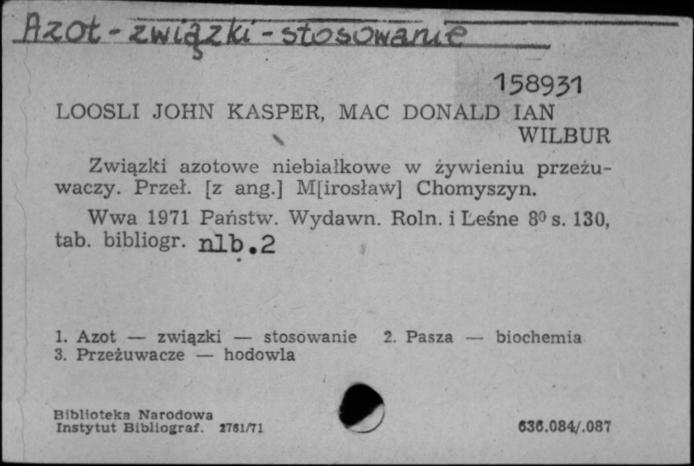 Azot - związki - stosowanie
158931
LOOSLI JOHN KASPER, MAC DONALD IAN
WILBUR
Związki azotowe niebiałkowe w żywieniu przeżu-
waczy. Przeł. [z ang.] M[irosław] Chomyszyn.
Wwa 1971 Państw. Wydawn. Roln. i Leśne 8⁰ s. 130,
tab. bibliogr. nlb.2
1. Azot — związki — stosowanie 2. Pasza — biochemia
3. Przeżuwacze — hodowla
Biblioteka Narodowa
Instytut Bibliograf. 2761/71 636.084/.087